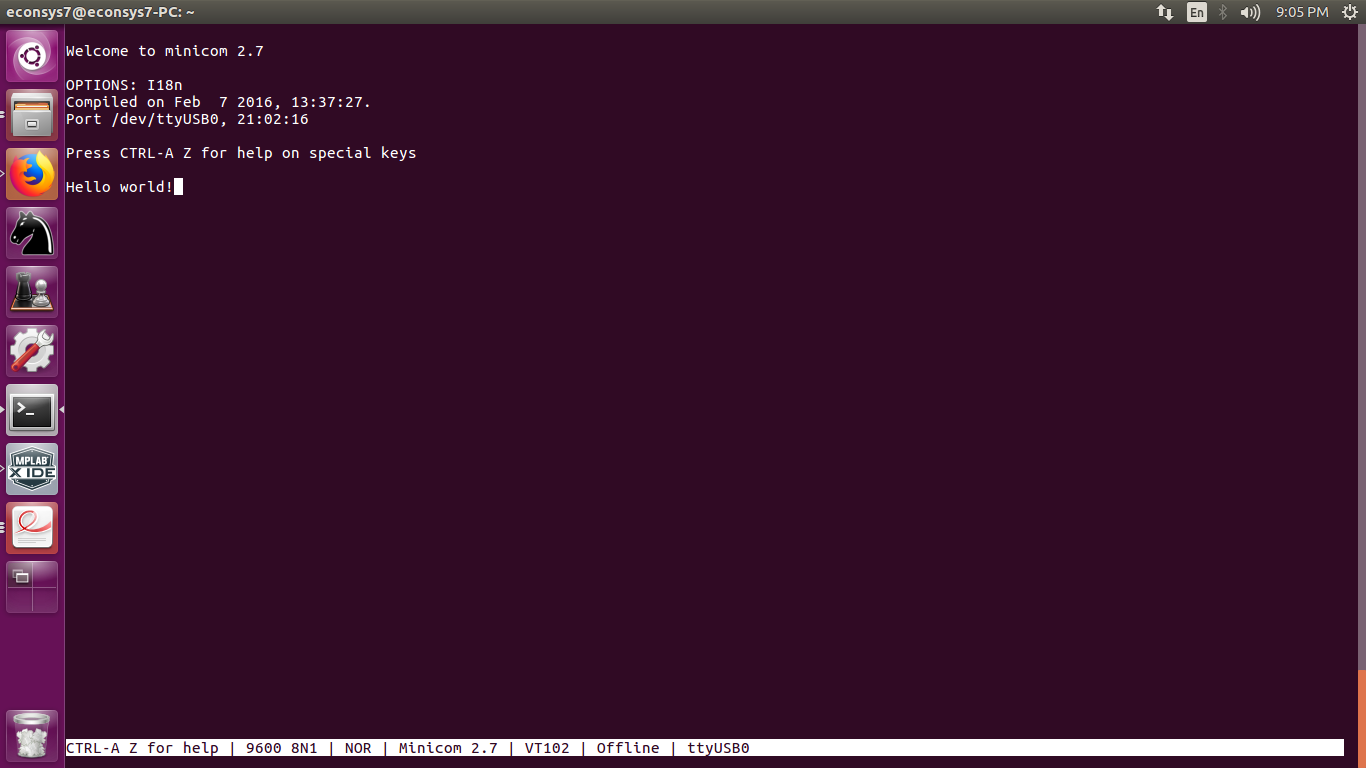 econsys7@econsys7-PC: ~
En
9:05 PM
Welcome to minicom 2.7
OPTIONS: I18n
Compiled on Feb  7 2016, 13:37:27.
Port /dev/ttyUSB0, 21:02:16
Press CTRL-A Z for help on special keys
Hello world!
>_
MPLAB
X IDE
CTRL-A Z for help | 9600 8N1 | NOR | Minicom 2.7 | VT102 | Offline | ttyUSB0